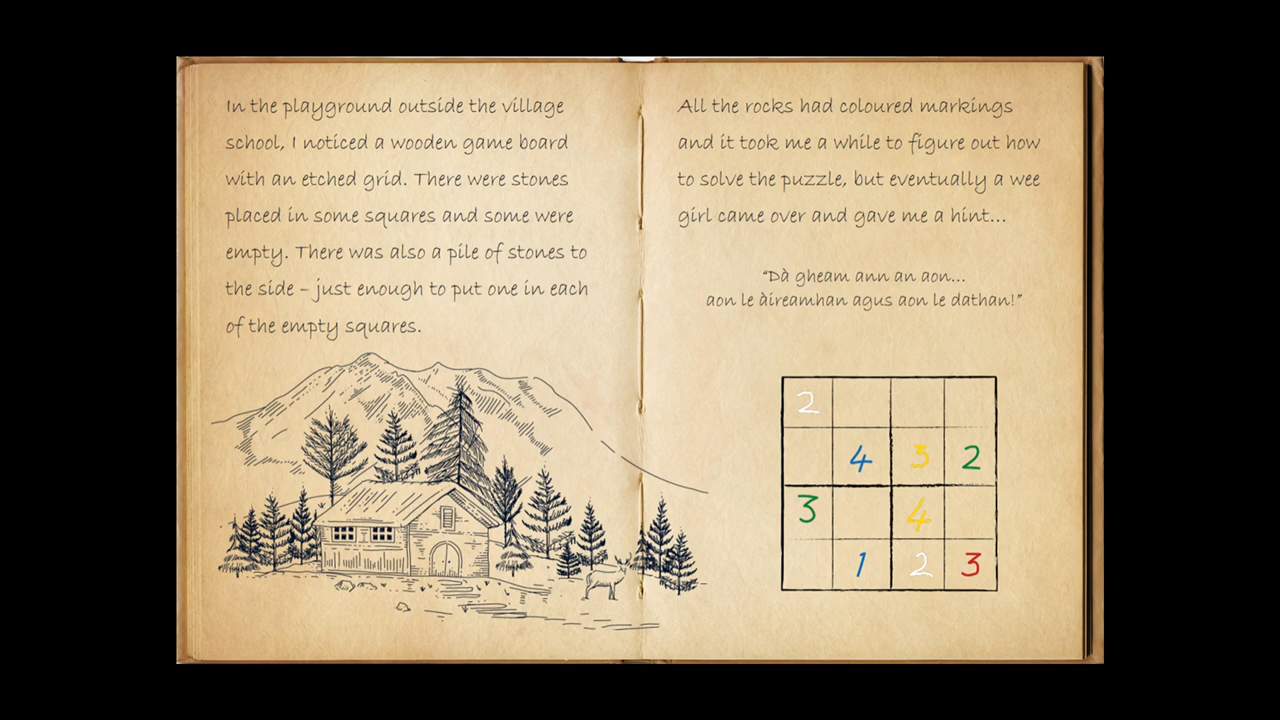 In the playground outside the village
school, I noticed a wooden game board
with an etched grid. There were stones
placed in some squares and some were
empty. There was also a pile of stones to
the side – just enough to put one in each
of the empty squares.
All the rocks had coloured markings
and it took me a while to figure out how
to solve the puzzle, but eventually a wee
girl came over and gave me a hint...
“Dà gheam ann an aon...
aon le àireamhan agus aon le dathan!”
2
4 3 2
3 4
1 2 3